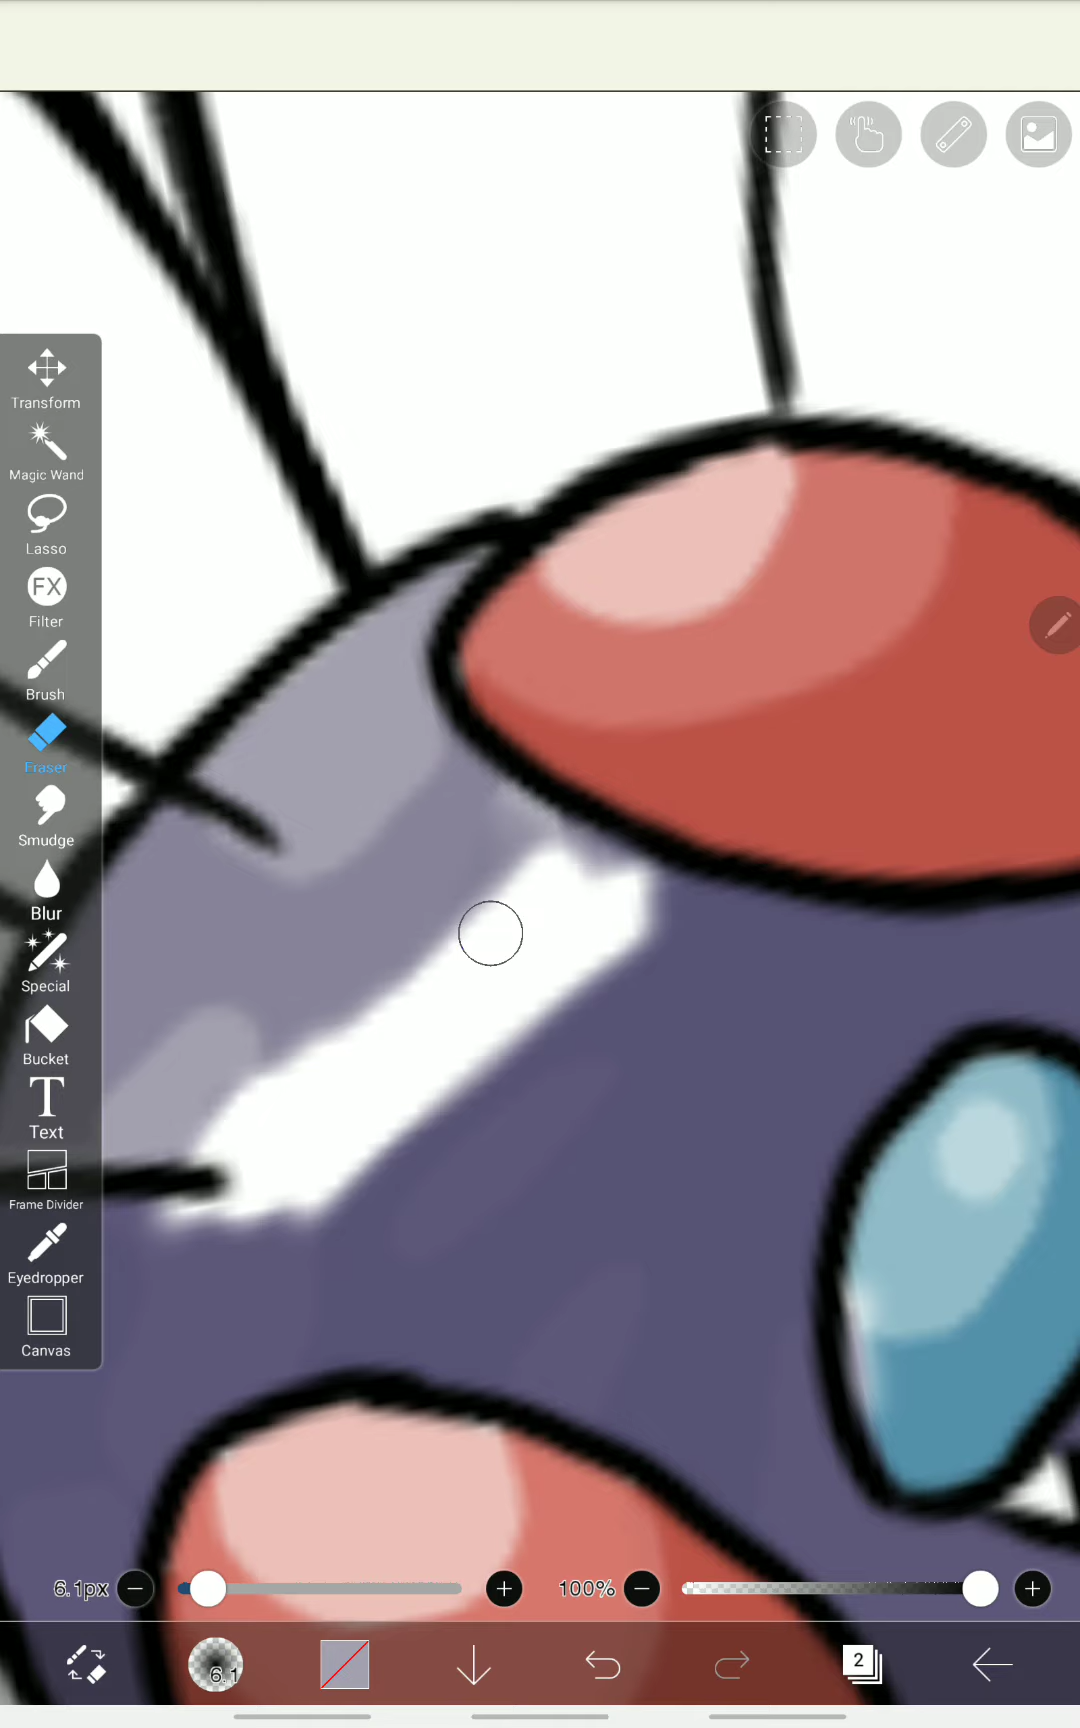 Transform
Magic Wand
Lasso
FX
Filter
Brush
Eraser
Smudge
Blur
Special
Bucket
T
Text
Frame Divider
Eyedropper
Canvas
6.1px
100%
6.1
2